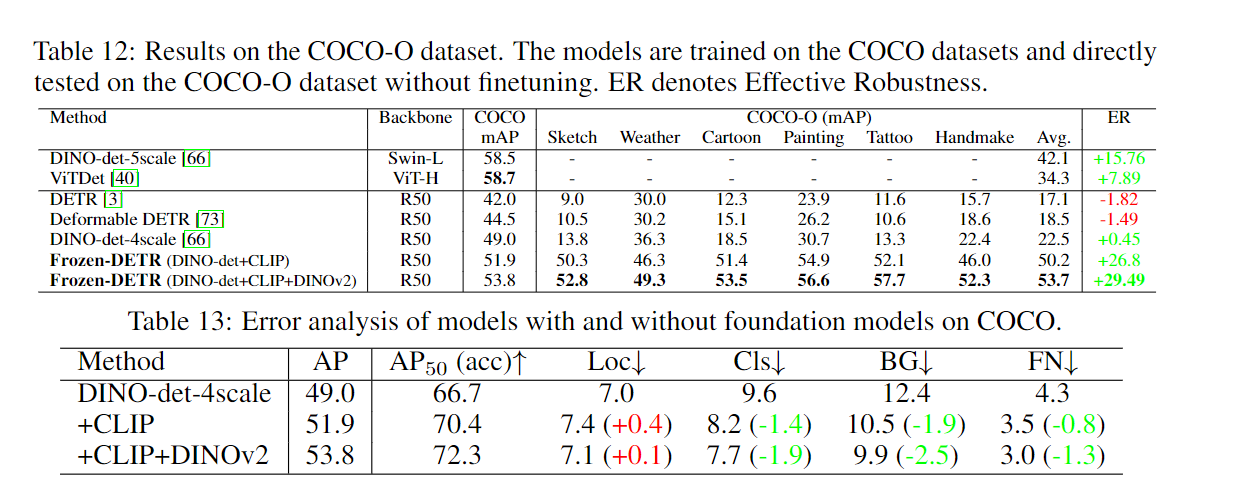 Table 12: Results on the COCO-O dataset. The models are trained on the COCO datasets and directly
tested on the COCO-O dataset without finetuning. ER denotes Effective Robustness.
Method Backbone COCO COCO-O (mAP) ER
mAP Sketch Weather Cartoon Painting Tattoo Handmake Avg.
DINO-det-5scale [66] Swin-L 58.5 - - - - - - 42.1 +15.76
ViTDet [40] ViT-H 58.7 - - - - - - 34.3 +7.89
DETR [3] R50 42.0 9.0 30.0 12.3 23.9 11.6 15.7 17.1 -1.82
Deformable DETR [73] R50 44.5 10.5 30.2 15.1 26.2 10.6 18.6 18.5 -1.49
DINO-det-4scale [66] R50 49.0 13.8 36.3 18.5 30.7 13.3 22.4 22.5 +0.45
Frozen-DETR (DINO-det+CLIP) R50 51.9 50.3 46.3 51.4 54.9 52.1 46.0 50.2 +26.8
Frozen-DETR (DINO-det+CLIP+DINOv2) R50 53.8 52.8 49.3 53.5 56.6 57.7 52.3 53.7 +29.49
Table 13: Error analysis of models with and without foundation models on COCO.
Method AP AP50 (acc)↑ Loc↓ Cls↓ BG↓ FN↓
DINO-det-4scale 49.0 66.7 7.0 9.6 12.4 4.3
+CLIP 51.9 70.4 7.4 (+0.4) 8.2 (-1.4) 10.5 (-1.9) 3.5 (-0.8)
+CLIP+DINOv2 53.8 72.3 7.1 (+0.1) 7.7 (-1.9) 9.9 (-2.5) 3.0 (-1.3)